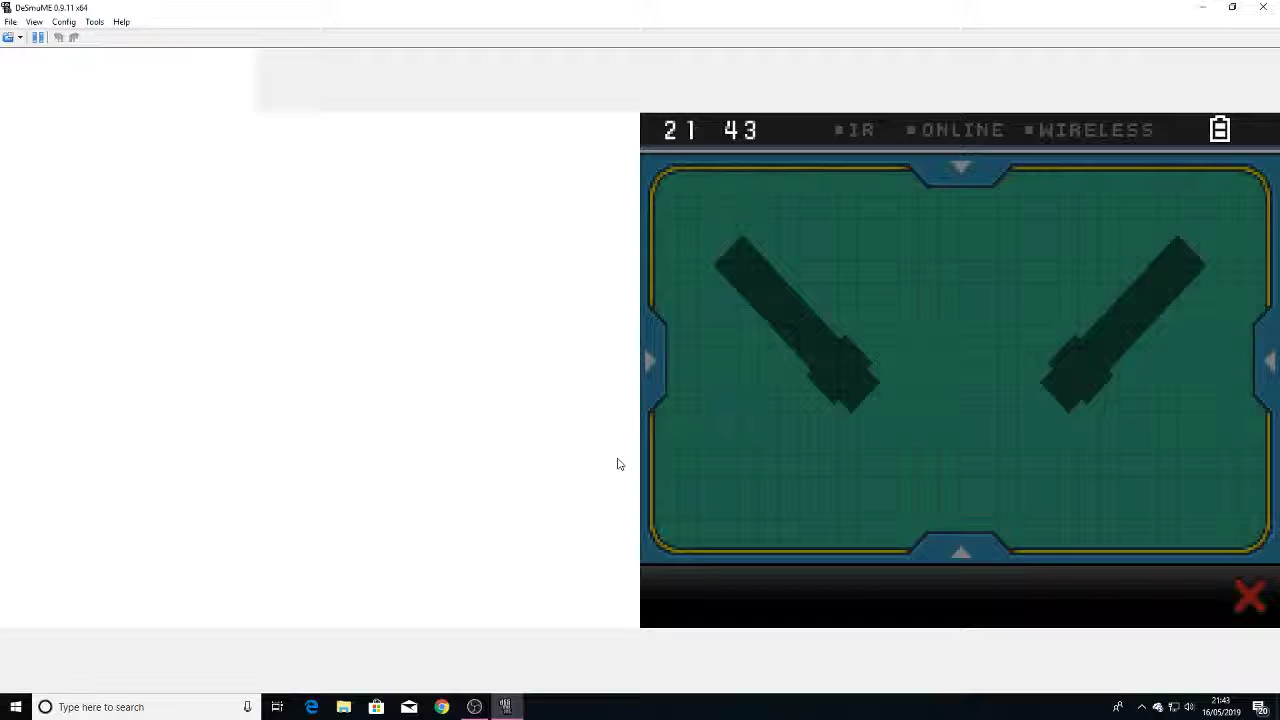 DeSmuME 0.9.11 x64
File View Config Tools Help
21 43 IR ONLINE WIRELESS
Type here to search
21:43
16/05/2019
20